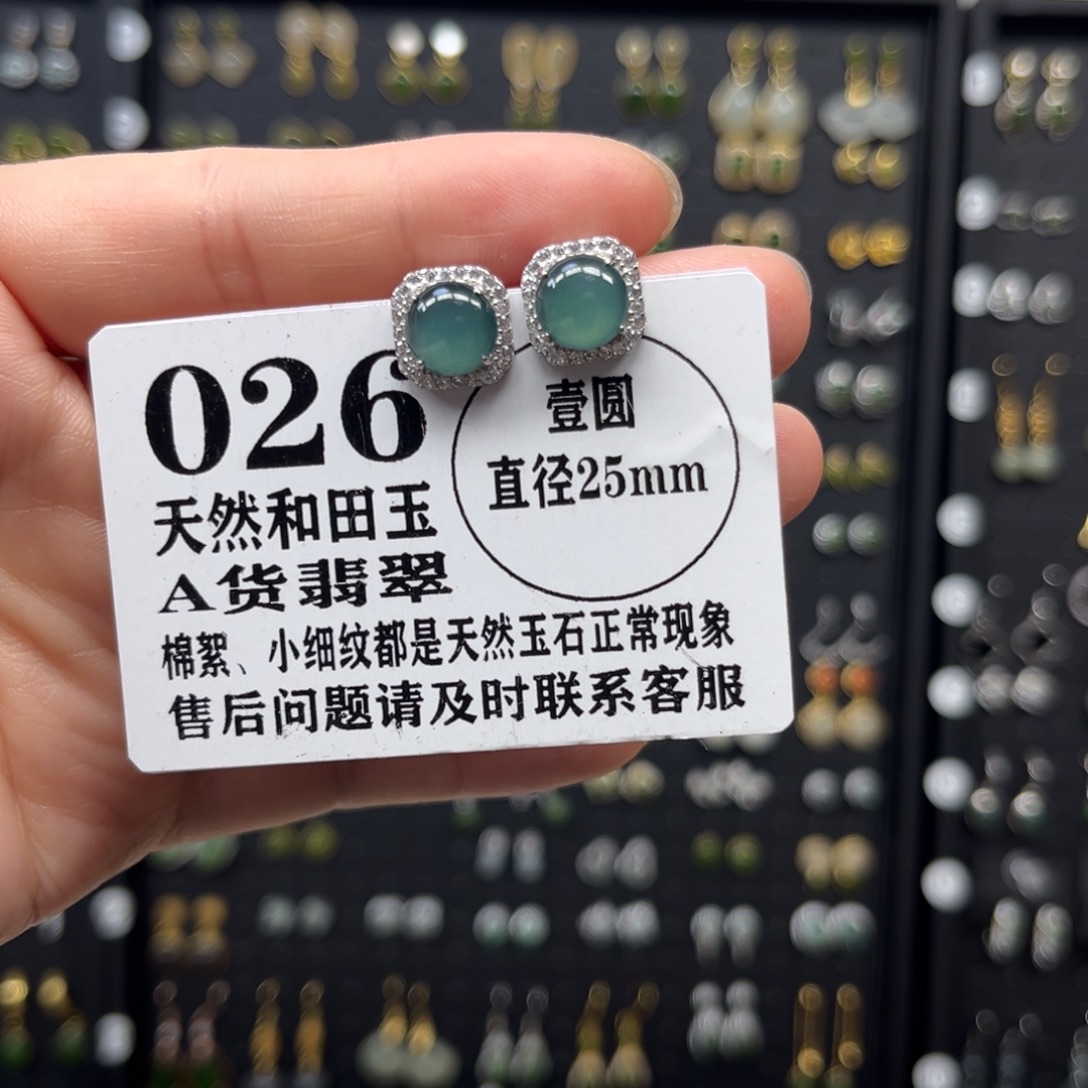 026
壹圆
直径25mm
天然和田玉
A货翡翠
棉絮、小细纹都是天然玉石正常现象
售后问题请及时联系客服